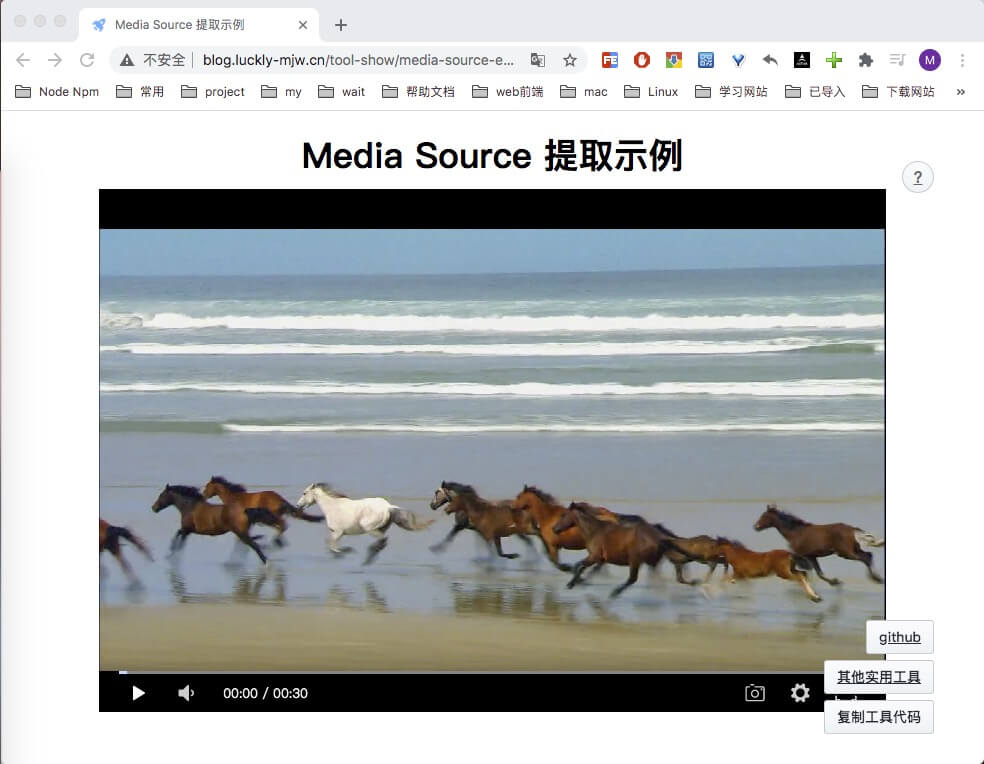 Media Source 提取示例
不安全 | blog.luckly-mjw.cn/tool-show/media-source-e...
M
Node Npm 常用 project my wait 帮助文档 web前端 mac Linux 学习网站 已导入 下载网站 »
Media Source 提取示例
?
github
其他实用工具
00:00 / 00:30
复制工具代码